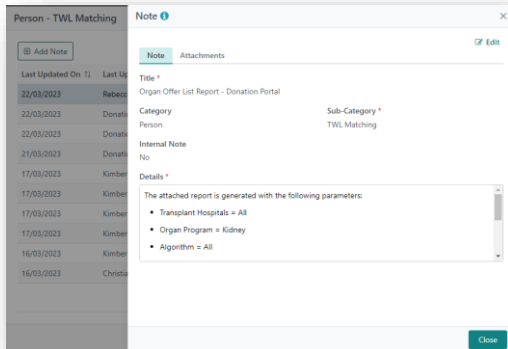 Person - TWL Matching
Add Note
Last Updated On
Last Up
22/03/2023 Rebecc
22/03/2023 Donatio
22/03/2023 Donatio
21/03/2023 Donatio
17/03/2023 Kimber
17/03/2023 Kimber
17/03/2023 Kimber
17/03/2023 Kimber
16/03/2023 Kimber
16/03/2023 Christia
Note
Edit
Note Attachments
Title *
Organ Offer List Report - Donation Portal
Category Sub-Category *
Person TWL Matching
Internal Note
No
Details *
The attached report is generated with the following parameters:
• Transplant Hospitals = All
• Organ Program = Kidney
• Algorithm = All
Close